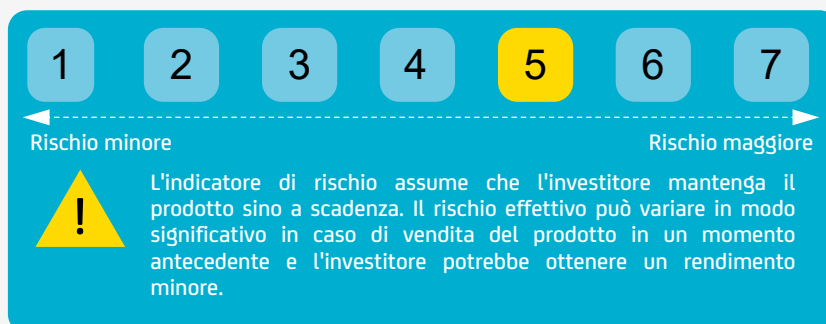 1 2 3 4 5 6 7
Rischio minore Rischio maggiore
! L'indicatore di rischio assume che l'investitore mantenga il
prodotto sino a scadenza. Il rischio effettivo può variare in modo
significativo in caso di vendita del prodotto in un momento
antecedente e l'investitore potrebbe ottenere un rendimento
minore.